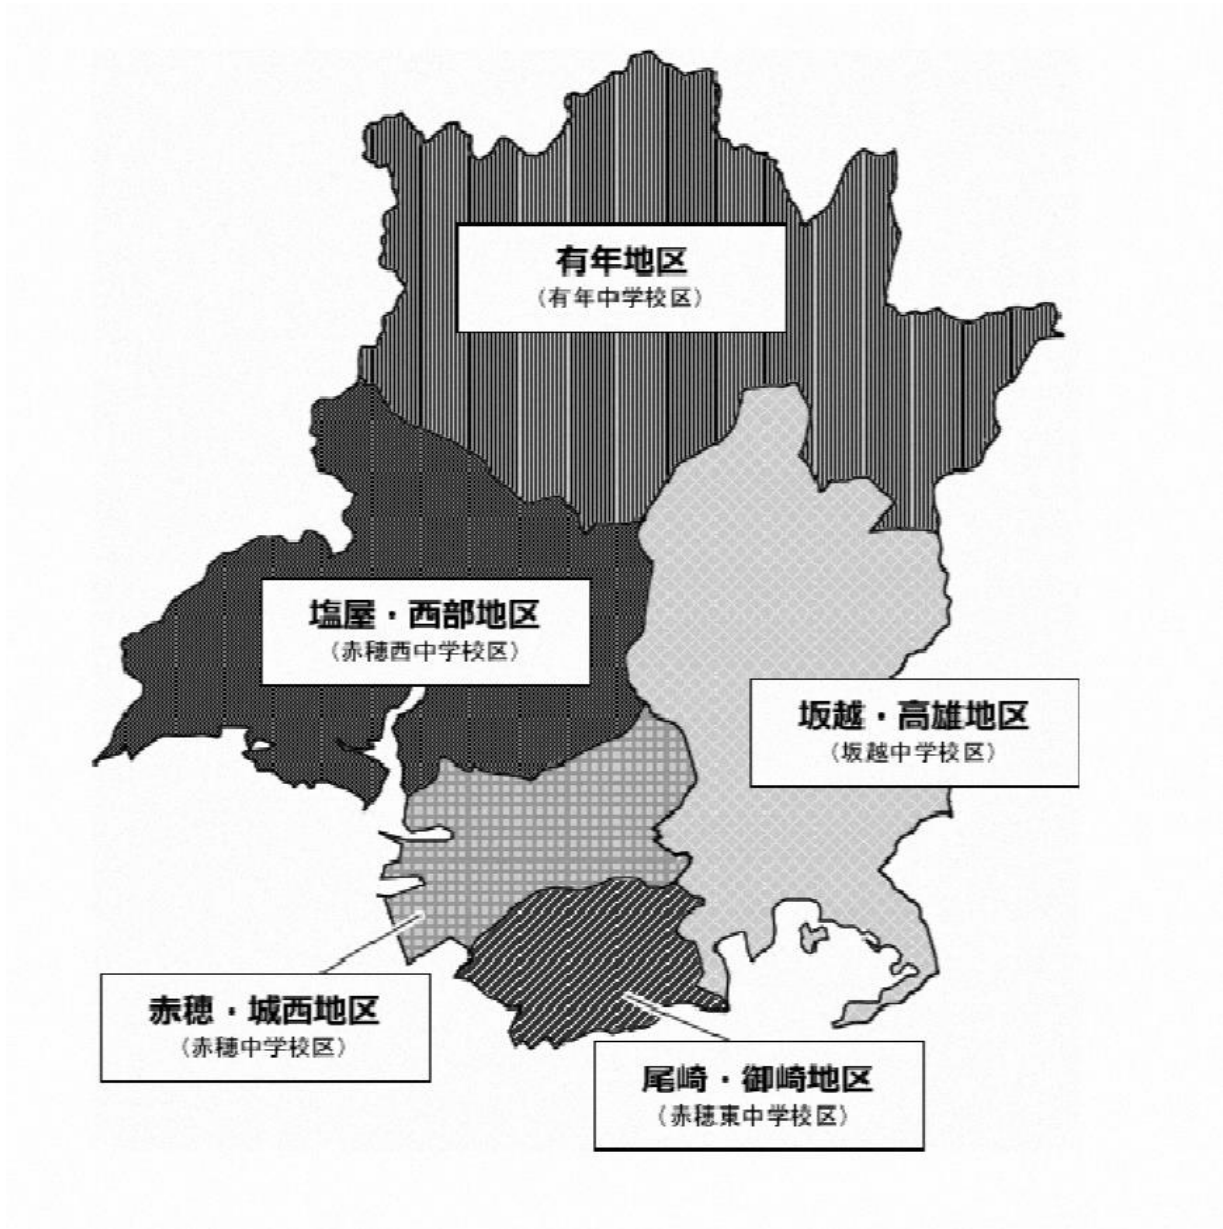 有年地区
（有年中学校区）
塩屋・西部地区
（赤穂西中学校区）
坂越・高雄地区
（坂越中学校区）
赤穂・城西地区
（赤穂中学校区）
尾崎・御崎地区
（赤穂東中学校区）